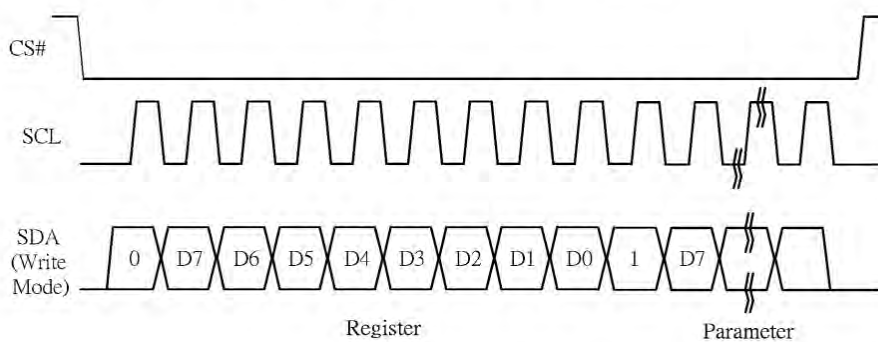 CS#
SCL
SDA
(Write
Mode)
0 D7 D6 D5 D4 D3 D2 D1 D0 1 D7
Register Parameter